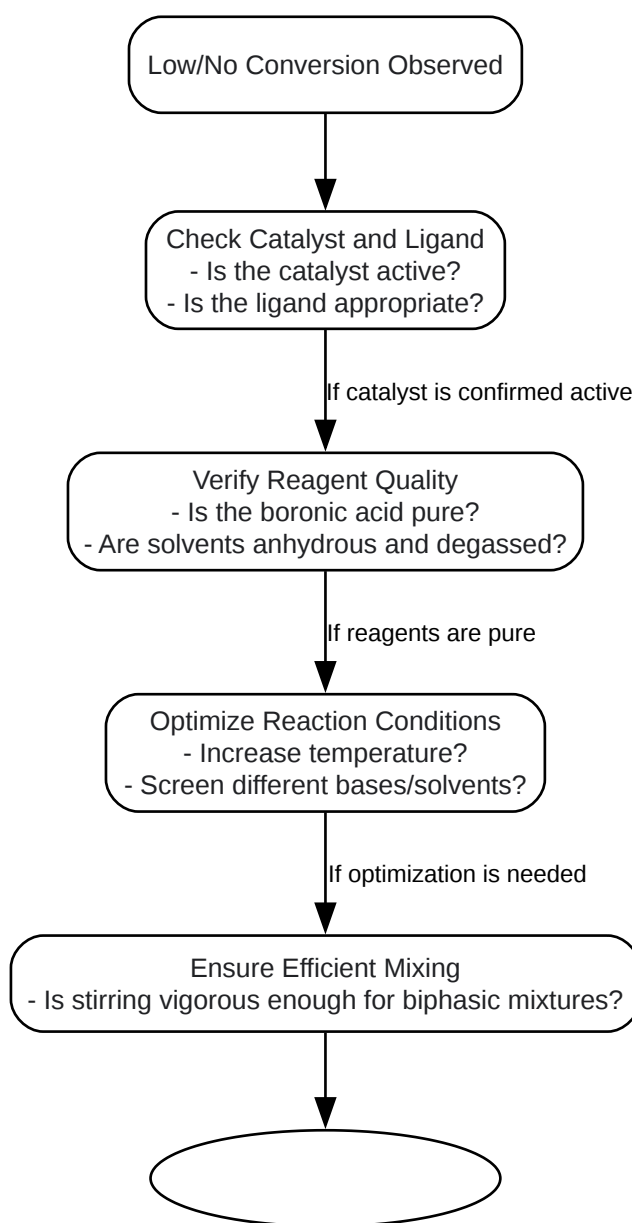 Low/No Conversion Observed
Check Catalyst and Ligand
- Is the catalyst active?
- Is the ligand appropriate?
If catalyst is confirmed active
Verify Reagent Quality
- Is the boronic acid pure?
- Are solvents anhydrous and degassed?
If reagents are pure
Optimize Reaction Conditions
- Increase temperature?
- Screen different bases/solvents?
If optimization is needed
Ensure Efficient Mixing
- Is stirring vigorous enough for biphasic mixtures?